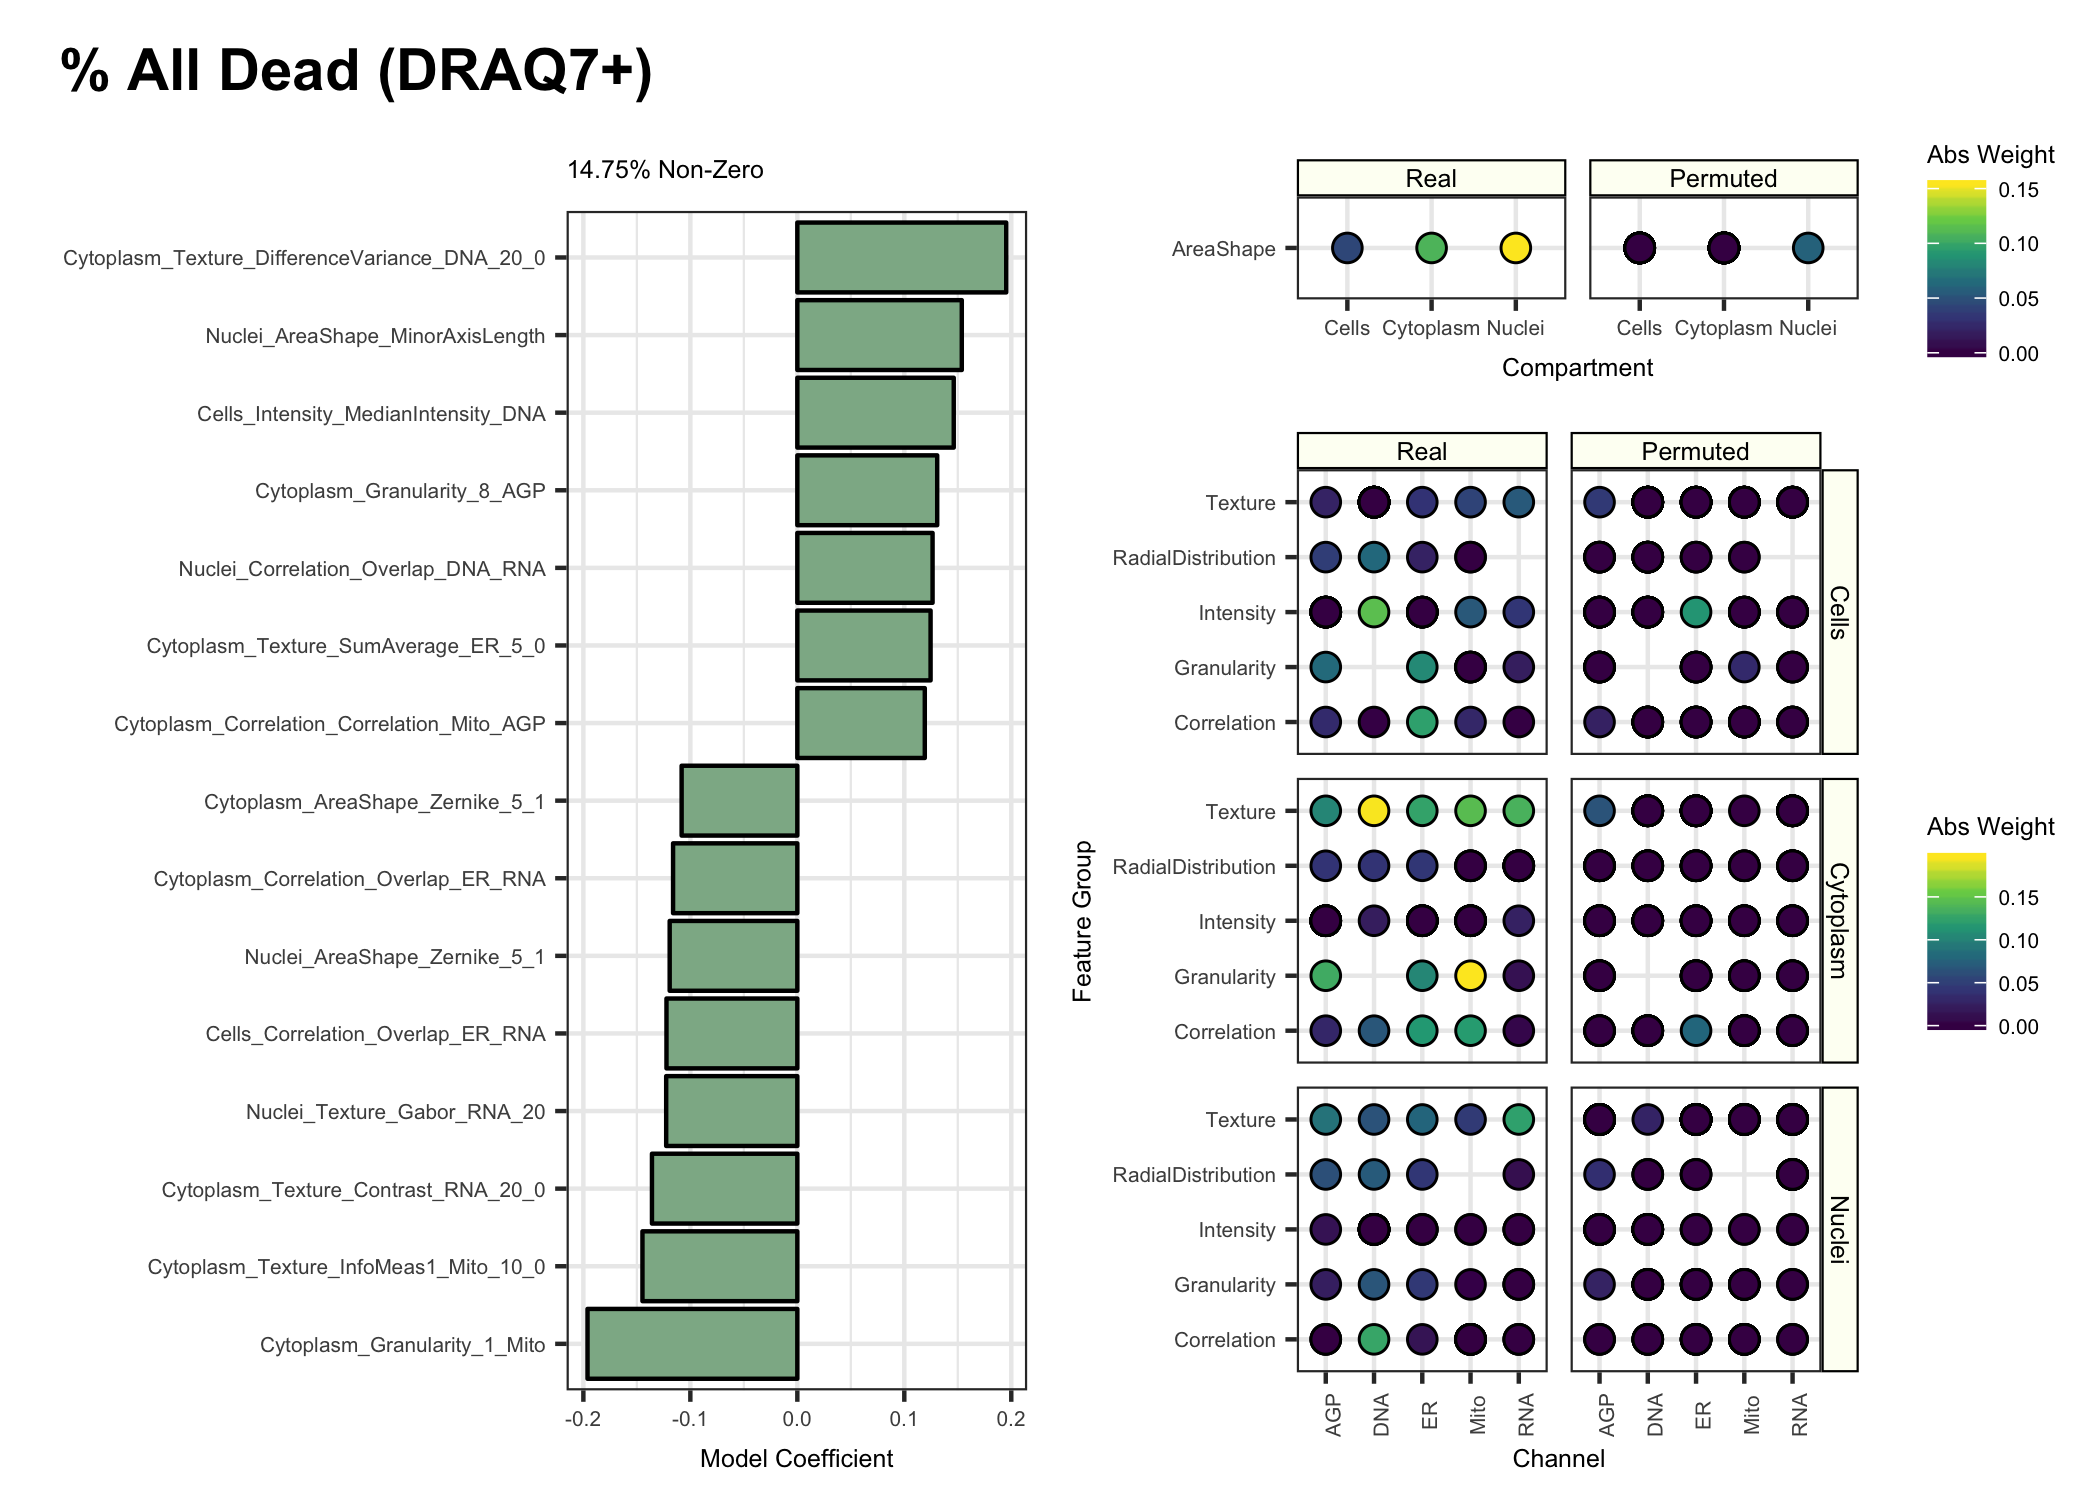 % All Dead (DRAQ7+)
14.75% Non-Zero
Cytoplasm_Texture_DifferenceVariance_DNA_20_0
Nuclei_AreaShape_MinorAxisLength
Cells_Intensity_MedianIntensity_DNA
Cytoplasm_Granularity_8_AGP
Nuclei_Correlation_Overlap_DNA_RNA
Cytoplasm_Texture_SumAverage_ER_5_0
Cytoplasm_Correlation_Correlation_Mito_AGP
Cytoplasm_AreaShape_Zernike_5_1
Cytoplasm_Correlation_Overlap_ER_RNA
Nuclei_AreaShape_Zernike_5_1
Cells_Correlation_Overlap_ER_RNA
Nuclei_Texture_Gabor_RNA_20
Cytoplasm_Texture_Contrast_RNA_20_0
Cytoplasm_Texture_InfoMeas1_Mito_10_0
Cytoplasm_Granularity_1_Mito
-0.2 -0.1 0.0 0.1 0.2
Model Coefficient
Real Permuted
AreaShape
Cells Cytoplasm Nuclei Cells Cytoplasm Nuclei
Compartment
Abs Weight
0.15
0.10
0.05
0.00
Real Permuted
Feature Group
Texture
RadialDistribution
Intensity
Granularity
Correlation
Cells
Texture
RadialDistribution
Intensity
Granularity
Correlation
Cytoplasm
Texture
RadialDistribution
Intensity
Granularity
Correlation
Nuclei
AGP DNA ER Mito RNA AGP DNA ER Mito RNA
Channel
Abs Weight
0.15
0.10
0.05
0.00